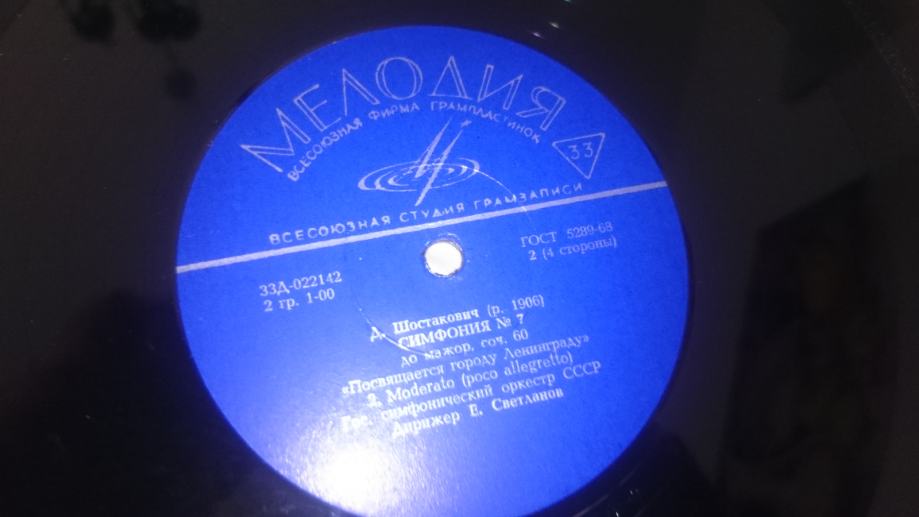 МЕЛОДИЯ
ВСЕСОЮЗНАЯ ФИРМА ГРАМПЛАСТИНОК
33
ВСЕСОЮЗНАЯ СТУДИЯ ГРАМЗАПИСИ
33Д-022142
2 гр. 1-00
ГОСТ 5289-68
2 (4 стороны)
Д. Шостакович (р. 1906)
СИМФОНИЯ № 7
до мажор, соч. 60
«Посвящается городу Ленинграду»
2. Moderato (poco allegretto)
Гос. симфонический оркестр СССР
Дирижер Е. Светланов